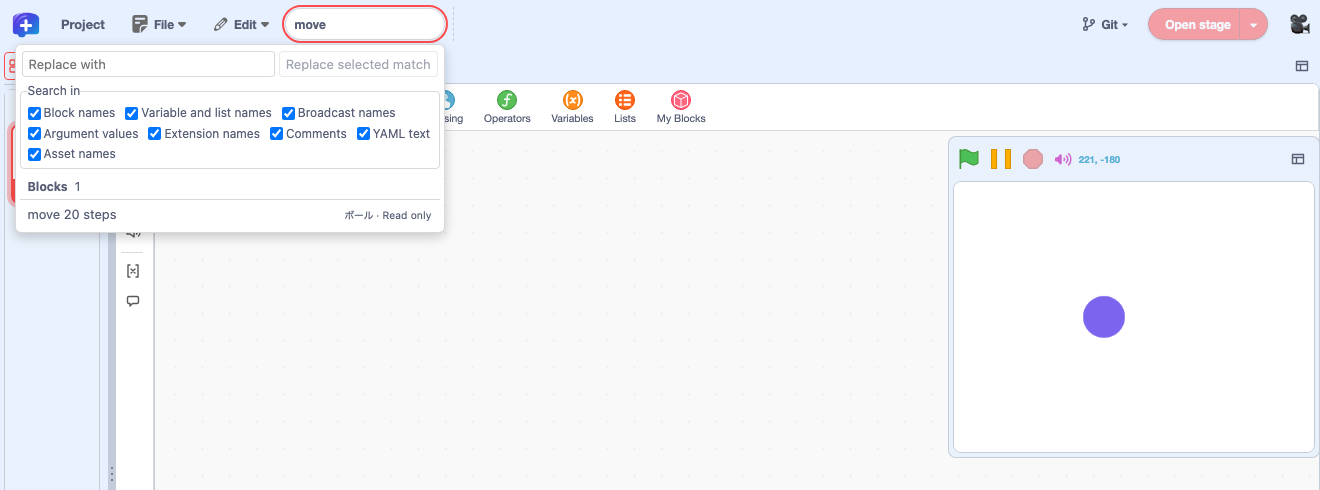 Project File Edit move Git Open stage
Replace with Replace selected match
Search in
Block names Variable and list names Broadcast names
Argument values Extension names Comments YAML text
Asset names
Blocks 1
move 20 steps ボール · Read only
Operators Variables Lists My Blocks
221, -180